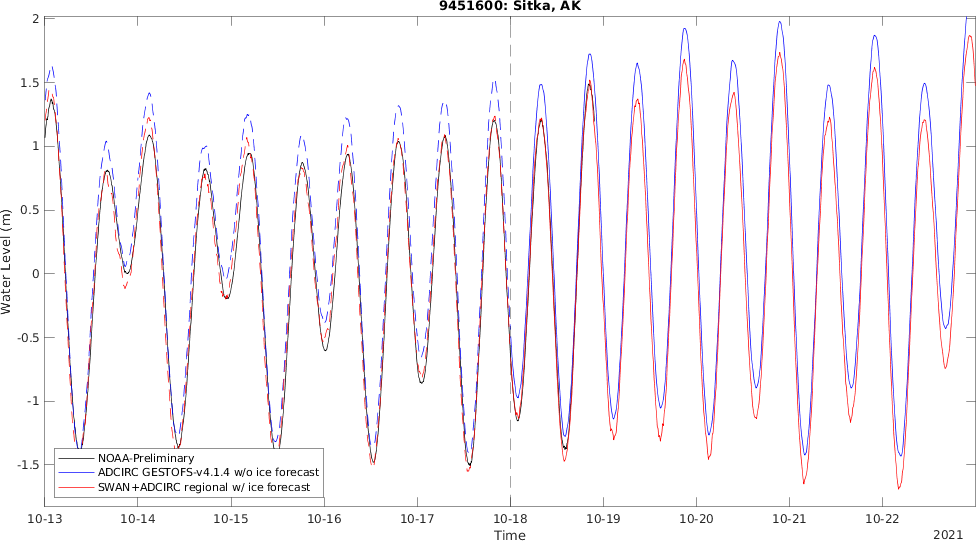 9451600: Sitka, AK
2
1.5
1
0.5
0
-0.5
-1
-1.5
Water Level (m)
NOAA-Preliminary
ADCIRC GESTOFS-v4.1.4 w/o ice forecast
SWAN+ADCIRC regional w/ ice forecast
10-13 10-14 10-15 10-16 10-17 10-18 10-19 10-20 10-21 10-22
Time
2021